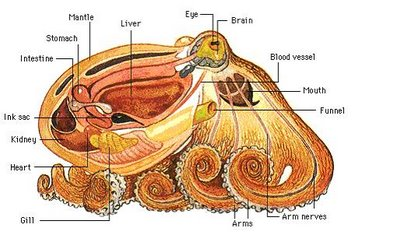 Mantle
Liver
Eye
Brain
Stomach
Intestine
Blood vessel
Mouth
Funnel
Ink sac
Kidney
Heart
Gill
Arms
Arm nerves